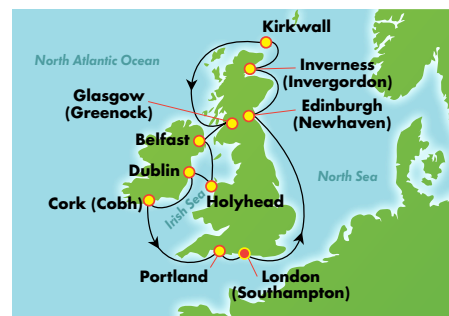 Kirkwall
North Atlantic Ocean
Inverness
(Invergordon)
Glasgow
(Greenock)
Edinburgh
(Newhaven)
Belfast
Dublin
North Sea
Cork (Cobh)
Irish Sea
Holyhead
Portland
London
(Southampton)